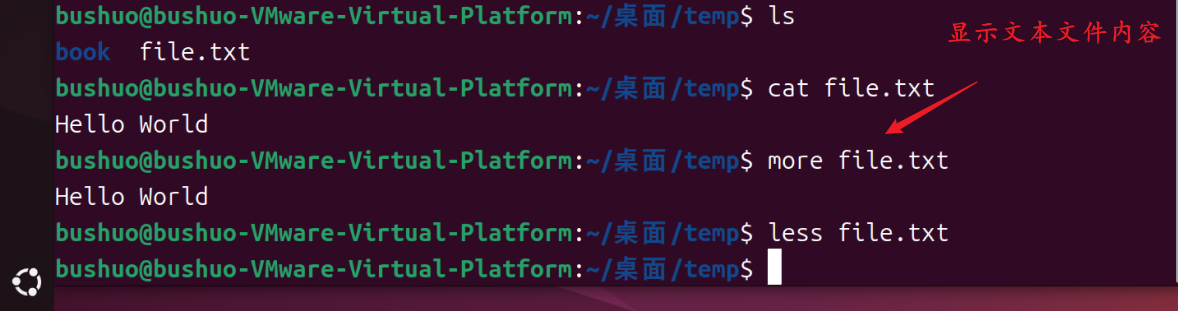 bushuo@bushuo-VMware-Virtual-Platform:~/桌面/temp$ ls
显示文本文件内容
book  file.txt
bushuo@bushuo-VMware-Virtual-Platform:~/桌面/temp$ cat file.txt
Hello World
bushuo@bushuo-VMware-Virtual-Platform:~/桌面/temp$ more file.txt
Hello World
bushuo@bushuo-VMware-Virtual-Platform:~/桌面/temp$ less file.txt
bushuo@bushuo-VMware-Virtual-Platform:~/桌面/temp$